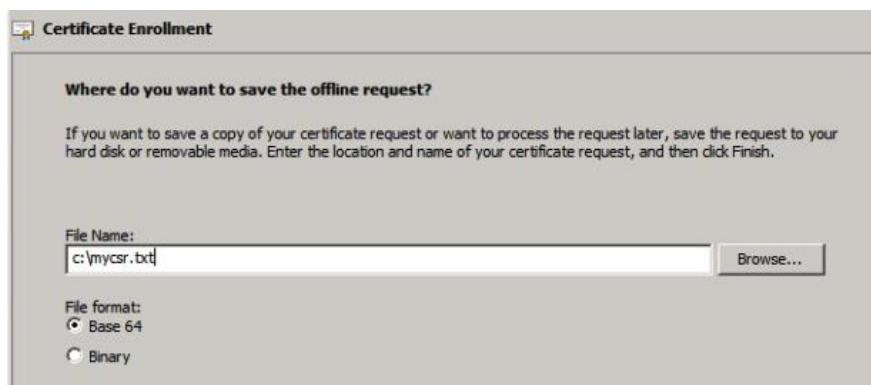 Certificate Enrollment
Where do you want to save the offline request?
If you want to save a copy of your certificate request or want to process the request later, save the request to your
hard disk or removable media. Enter the location and name of your certificate request, and then click Finish.
File Name:
c:\mycsr.txt
Browse...
File format:
Base 64
Binary